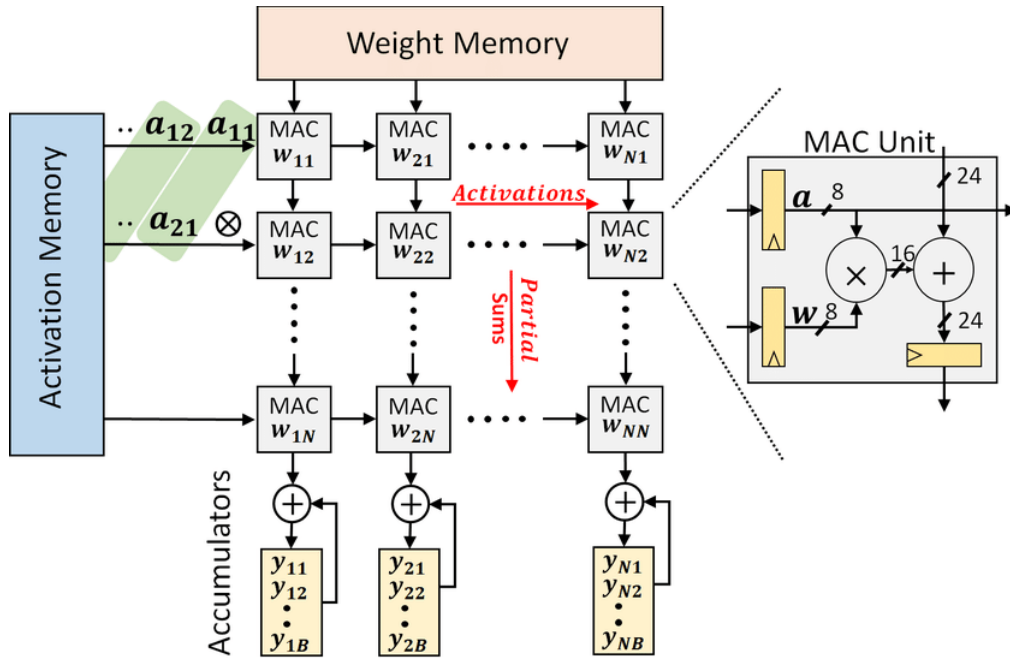 Weight Memory
Activation Memory
·· a12 a11
·· a21 ⊗
MAC w11
MAC w21
MAC wN1
Activations
MAC w12
MAC w22
MAC wN2
Partial
Sums
MAC w1N
MAC w2N
MAC wNN
Accumulators
y11
y12
y1B
y21
y22
y2B
yN1
yN2
yNB
MAC Unit
24
a 8
×
16
+
w 8
24